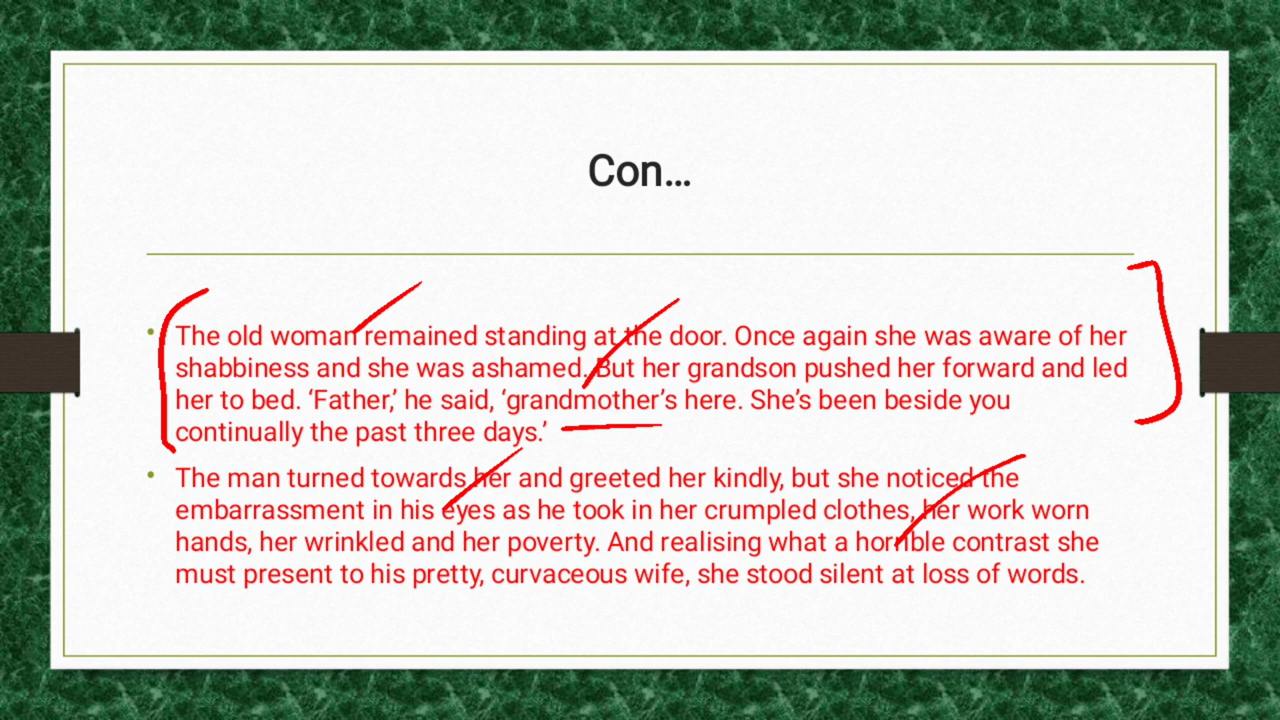 Con...
• The old woman remained standing at the door. Once again she was aware of her
shabbiness and she was ashamed. But her grandson pushed her forward and led
her to bed. ‘Father,’ he said, ‘grandmother’s here. She’s been beside you
continually the past three days.’
• The man turned towards her and greeted her kindly, but she noticed the
embarrassment in his eyes as he took in her crumpled clothes, her work worn
hands, her wrinkled and her poverty. And realising what a horrible contrast she
must present to his pretty, curvaceous wife, she stood silent at loss of words.